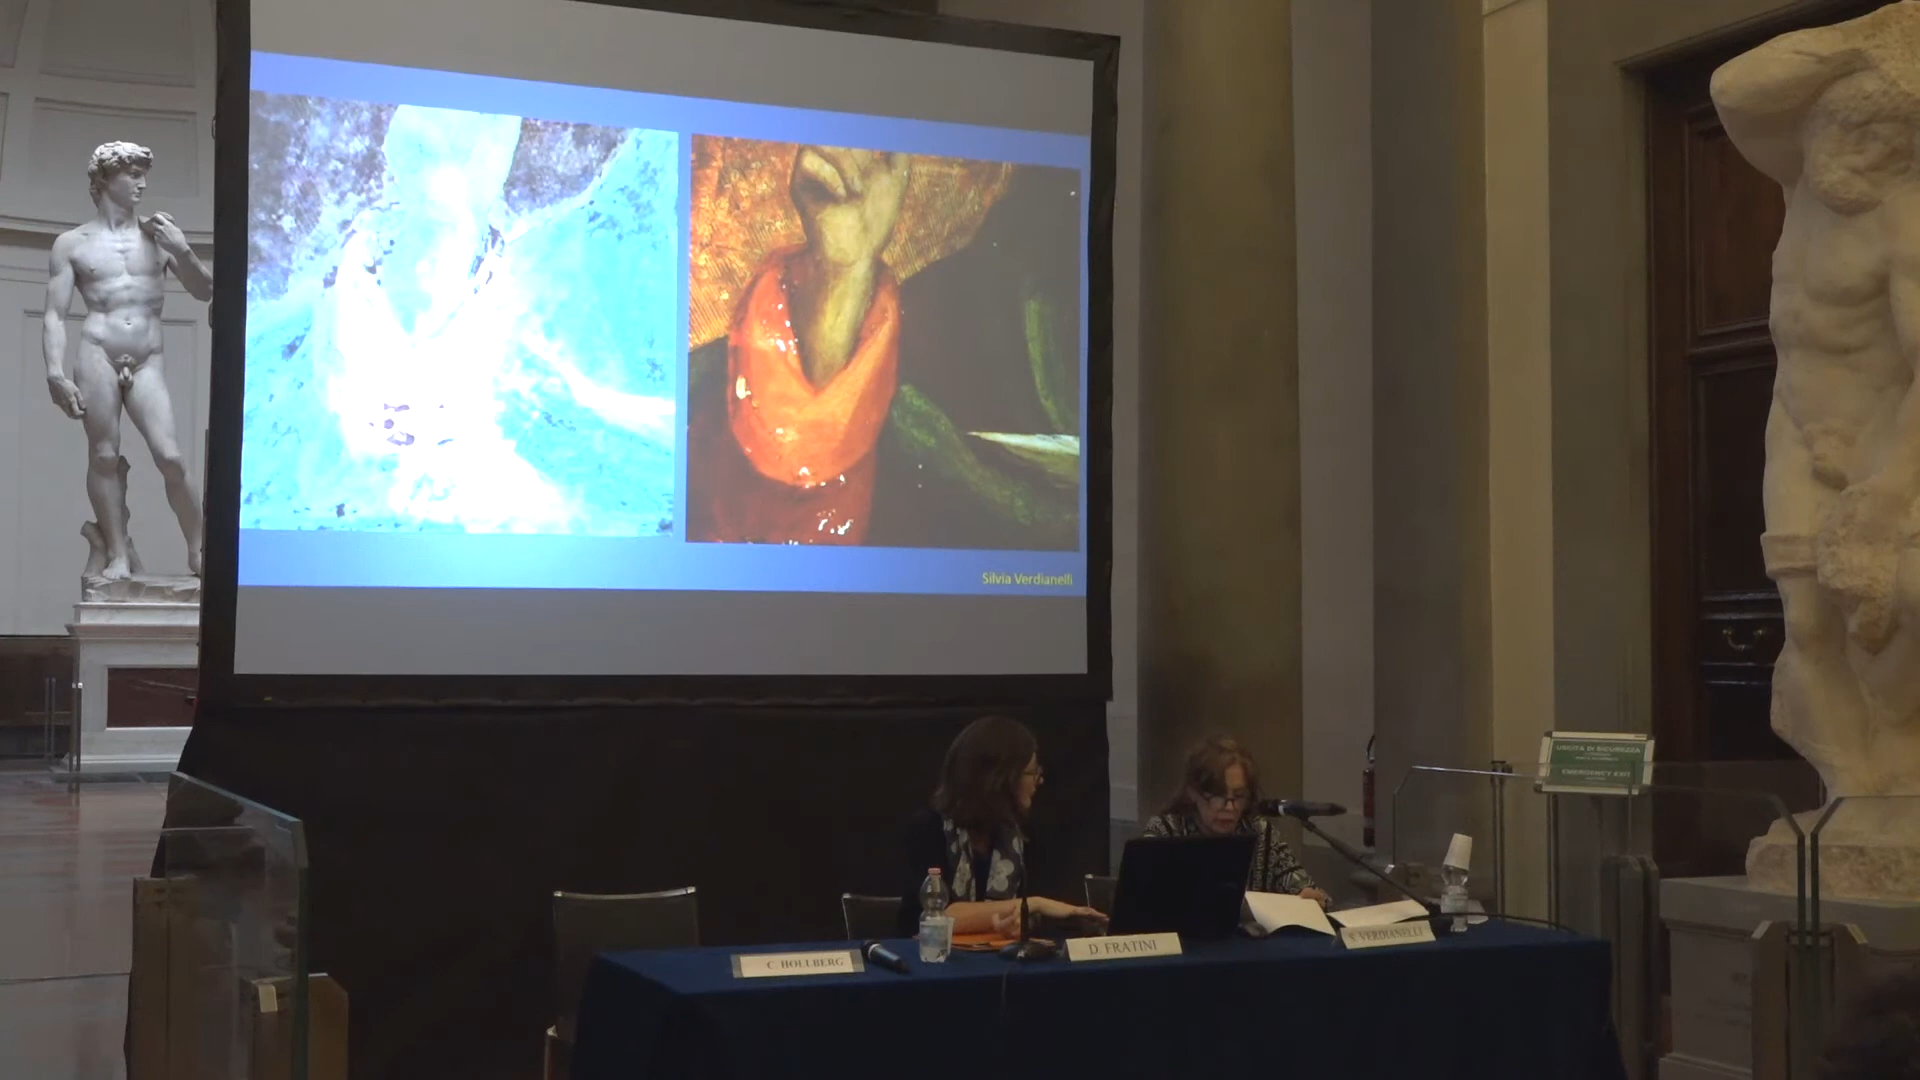 Silvia Verdianelli
USCITA DI SICUREZZA
EMERGENCY EXIT
C. HOLLBERG
D. FRATINI
S. VERDIANELLI